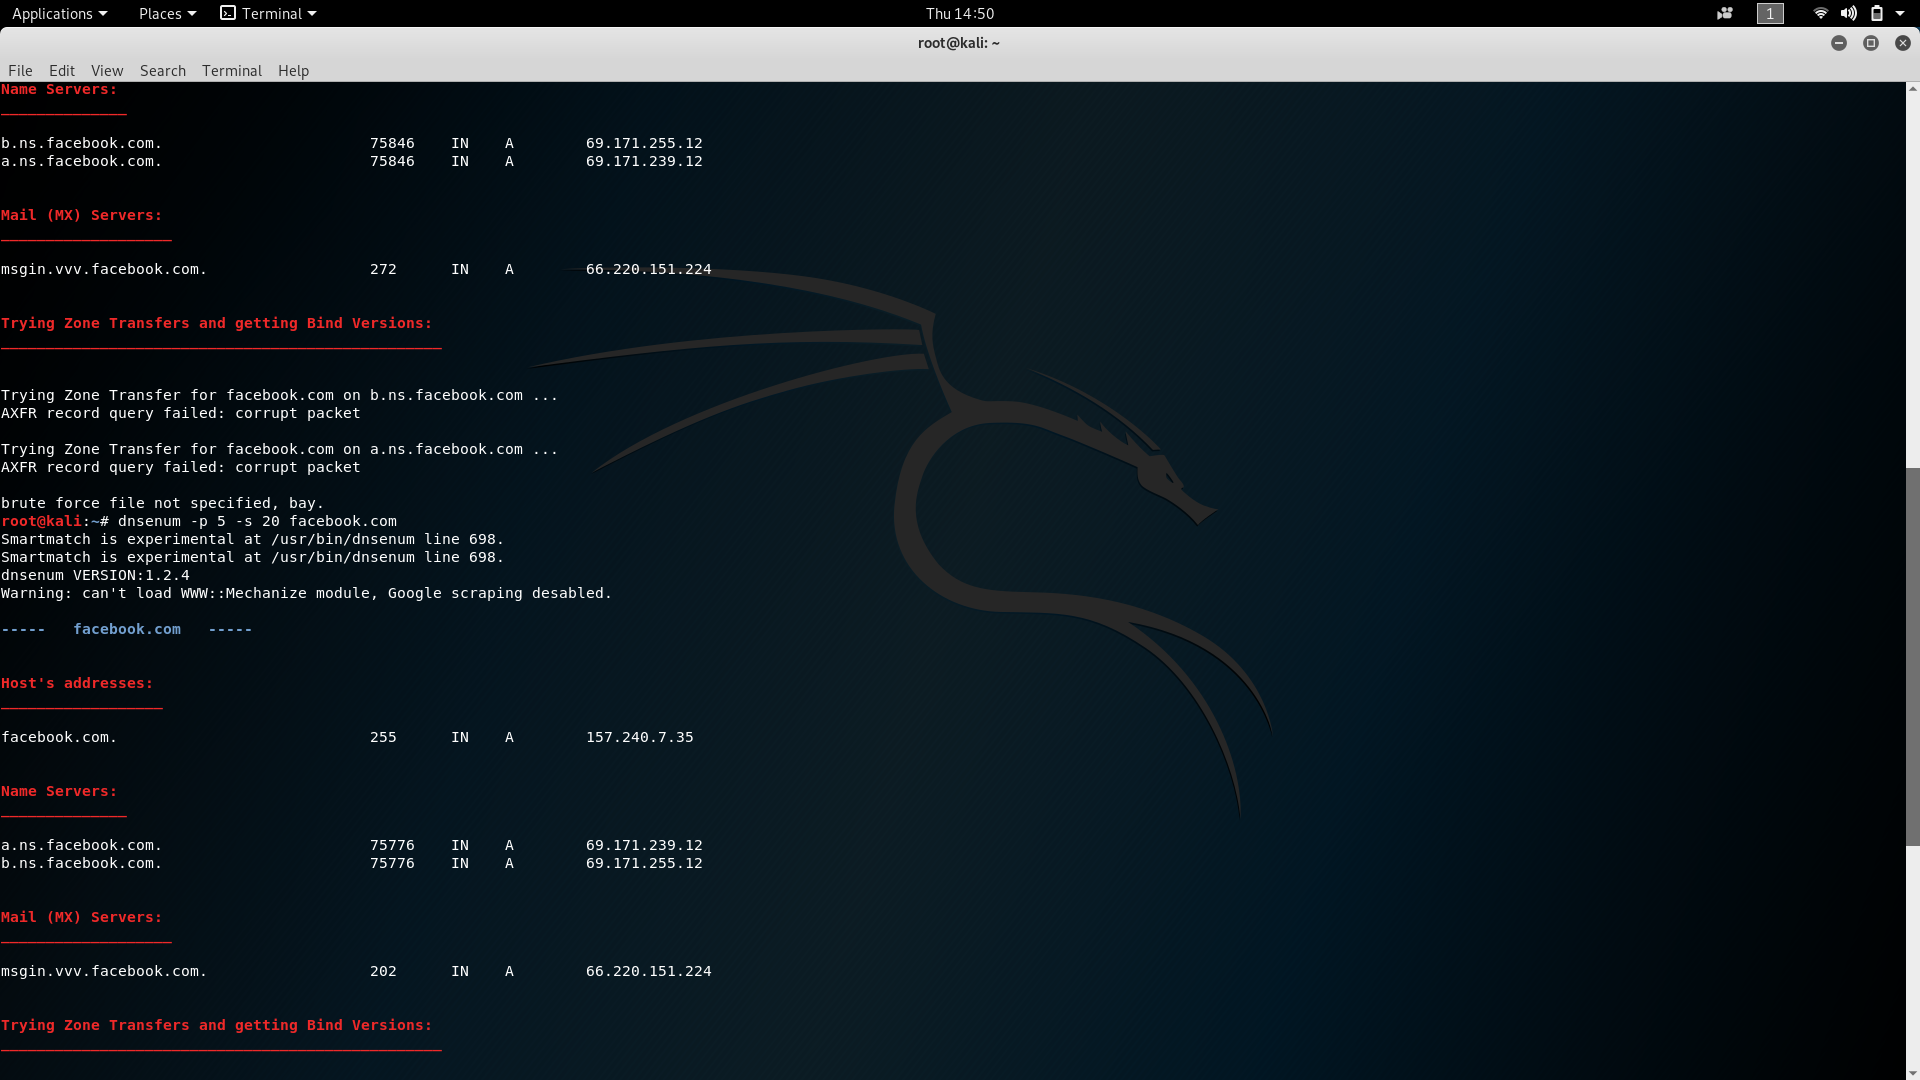 Applications Places Terminal Thu 14:50 1
root@kali: ~
File Edit View Search Terminal Help
Name Servers:
______________
b.ns.facebook.com. 75846 IN A 69.171.255.12
a.ns.facebook.com. 75846 IN A 69.171.239.12
Mail (MX) Servers:
___________________
msgin.vvv.facebook.com. 272 IN A 66.220.151.224
Trying Zone Transfers and getting Bind Versions:
_________________________________________________
Trying Zone Transfer for facebook.com on b.ns.facebook.com ...
AXFR record query failed: corrupt packet
Trying Zone Transfer for facebook.com on a.ns.facebook.com ...
AXFR record query failed: corrupt packet
brute force file not specified, bay.
root@kali:~# dnsenum -p 5 -s 20 facebook.com
Smartmatch is experimental at /usr/bin/dnsenum line 698.
Smartmatch is experimental at /usr/bin/dnsenum line 698.
dnsenum VERSION:1.2.4
Warning: can't load WWW::Mechanize module, Google scraping desabled.
----- facebook.com -----
Host's addresses:
__________________
facebook.com. 255 IN A 157.240.7.35
Name Servers:
______________
a.ns.facebook.com. 75776 IN A 69.171.239.12
b.ns.facebook.com. 75776 IN A 69.171.255.12
Mail (MX) Servers:
___________________
msgin.vvv.facebook.com. 202 IN A 66.220.151.224
Trying Zone Transfers and getting Bind Versions:
_________________________________________________